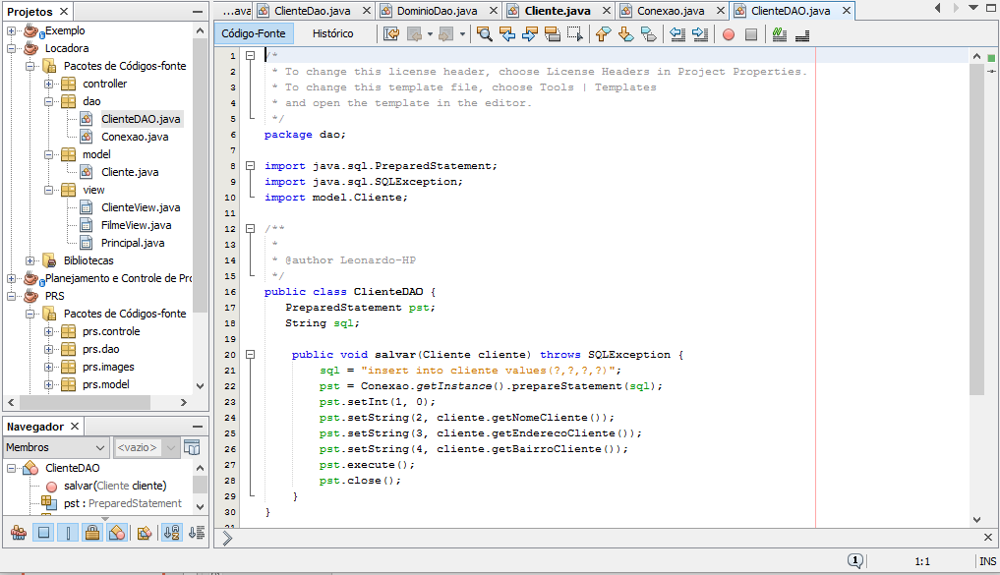 Projetos
Exemplo
Locadora
Pacotes de Códigos-fonte
controller
dao
ClienteDAO.java
Conexao.java
model
Cliente.java
view
ClienteView.java
FilmeView.java
Principal.java
Bibliotecas
Planejamento e Controle de Pro
PRS
Pacotes de Códigos-fonte
prs.controle
prs.dao
prs.images
prs.model
Navegador
Membros
<vazio>
ClienteDAO
salvar(Cliente cliente)
pst : PreparedStatement
...ava ClienteDao.java DominioDao.java Cliente.java Conexao.java ClienteDAO.java
Código-Fonte Histórico
1 /*
2 * To change this license header, choose License Headers in Project Properties.
3 * To change this template file, choose Tools | Templates
4 * and open the template in the editor.
5 */
6 package dao;
7
8 import java.sql.PreparedStatement;
9 import java.sql.SQLException;
10 import model.Cliente;
11
12 /**
13 *
14 * @author Leonardo-HP
15 */
16 public class ClienteDAO {
17 PreparedStatement pst;
18 String sql;
19
20 public void salvar(Cliente cliente) throws SQLException {
21 sql = "insert into cliente values(?,?,?,?)";
22 pst = Conexao.getInstance().prepareStatement(sql);
23 pst.setInt(1, 0);
24 pst.setString(2, cliente.getNomeCliente());
25 pst.setString(3, cliente.getEnderecoCliente());
26 pst.setString(4, cliente.getBairroCliente());
27 pst.execute();
28 pst.close();
29 }
30 }
31
1 1:1 INS